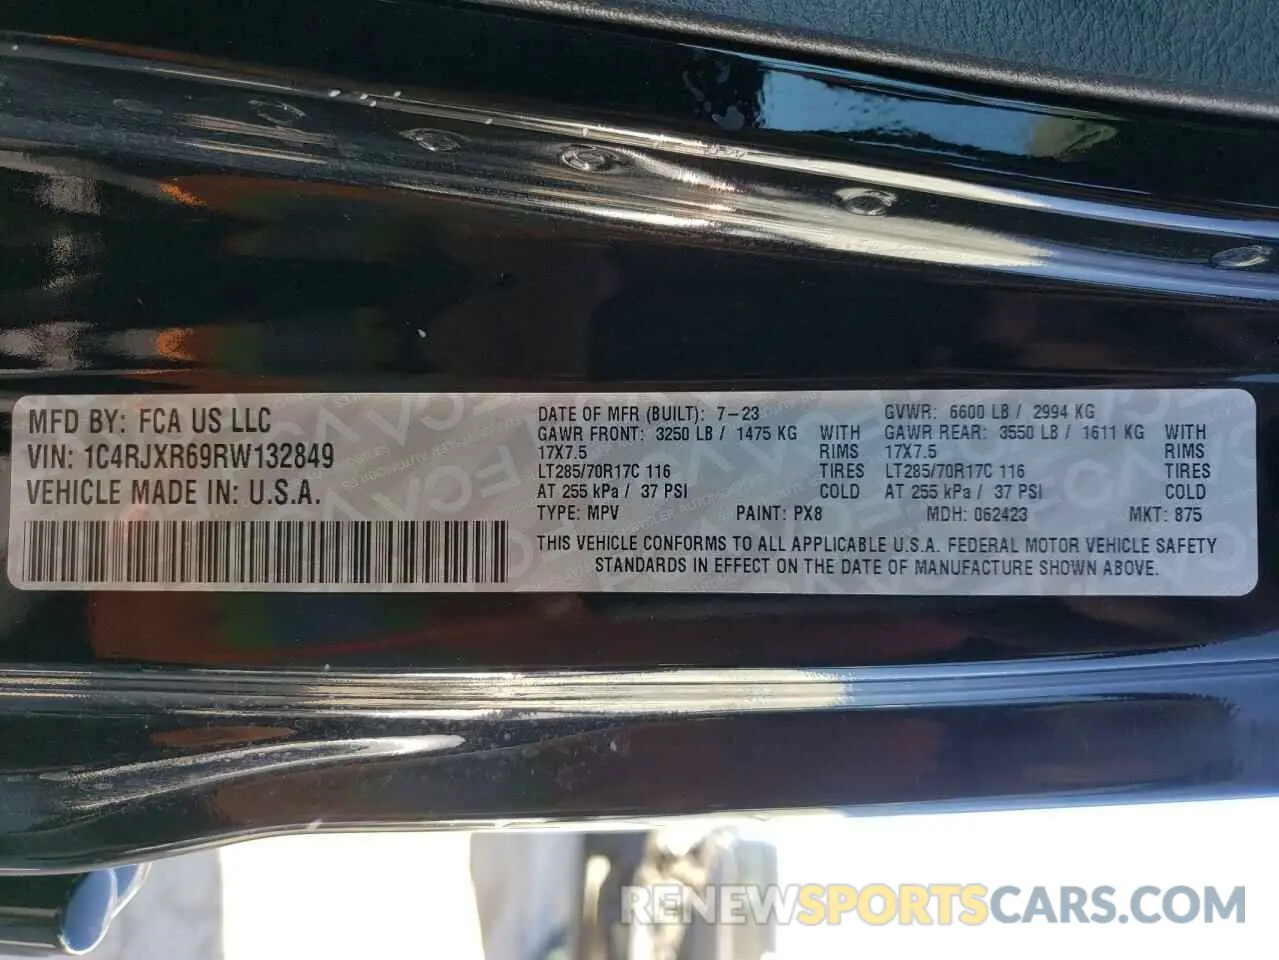 MFD BY: FCA US LLC
VIN: 1C4RJXR69RW132849
VEHICLE MADE IN: U.S.A.
DATE OF MFR (BUILT): 7-23
GAWR FRONT: 3250 LB / 1475 KG WITH
17X7.5 RIMS
LT285/70R17C 116 TIRES
AT 255 kPa / 37 PSI COLD
TYPE: MPV PAINT: PX8
GVWR: 6600 LB / 2994 KG
GAWR REAR: 3550 LB / 1611 KG WITH
17X7.5 RIMS
LT285/70R17C 116 TIRES
AT 255 kPa / 37 PSI COLD
MDH: 062423 MKT: 875
THIS VEHICLE CONFORMS TO ALL APPLICABLE U.S.A. FEDERAL MOTOR VEHICLE SAFETY
STANDARDS IN EFFECT ON THE DATE OF MANUFACTURE SHOWN ABOVE.
RENEWSPORTSCARS.COM